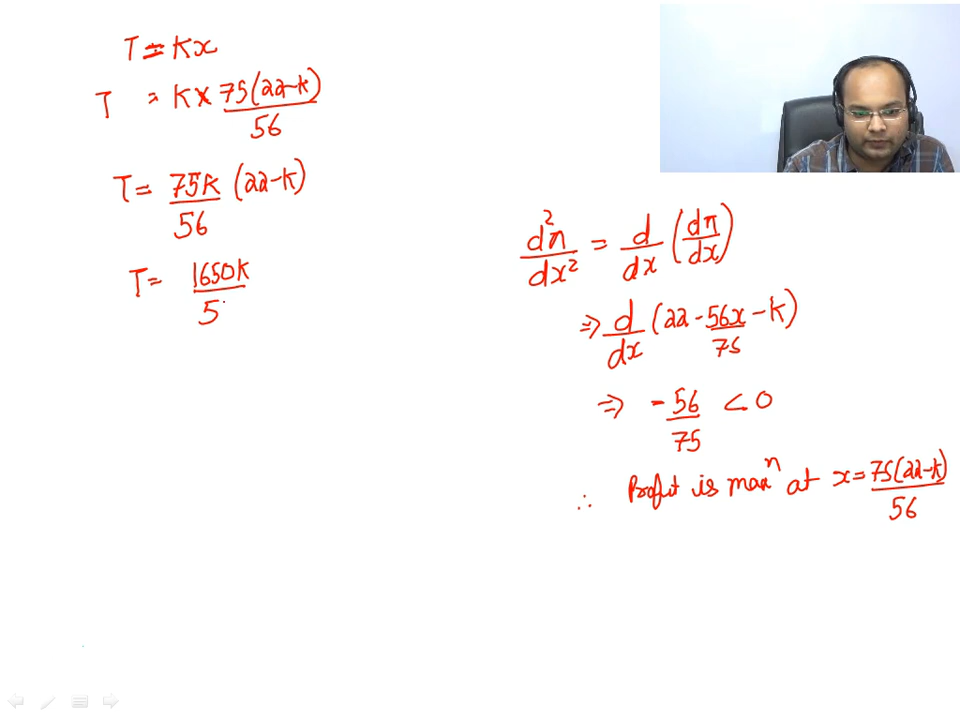 T = Kx
T = K × 75(22-K)/56
T = 75K/56 (22-K)
T = 1650K/5
d²π/dx² = d/dx (dπ/dx)
⇒ d/dx (22 - 56x/75 - K)
⇒ -56/75 < 0
∴ Profit is maxᵐ at x = 75(22-K)/56